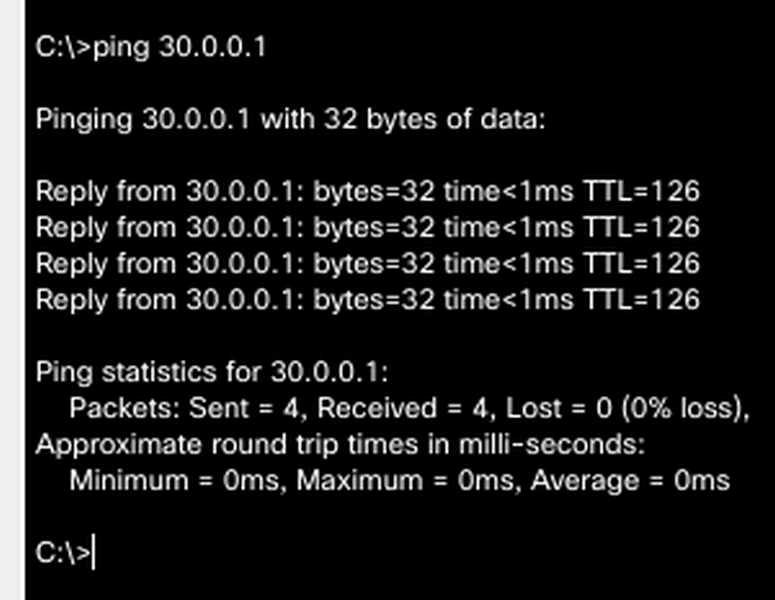 C:\>ping 30.0.0.1
Pinging 30.0.0.1 with 32 bytes of data:
Reply from 30.0.0.1: bytes=32 time<1ms TTL=126
Reply from 30.0.0.1: bytes=32 time<1ms TTL=126
Reply from 30.0.0.1: bytes=32 time<1ms TTL=126
Reply from 30.0.0.1: bytes=32 time<1ms TTL=126
Ping statistics for 30.0.0.1:
Packets: Sent = 4, Received = 4, Lost = 0 (0% loss),
Approximate round trip times in milli-seconds:
Minimum = 0ms, Maximum = 0ms, Average = 0ms
C:\>